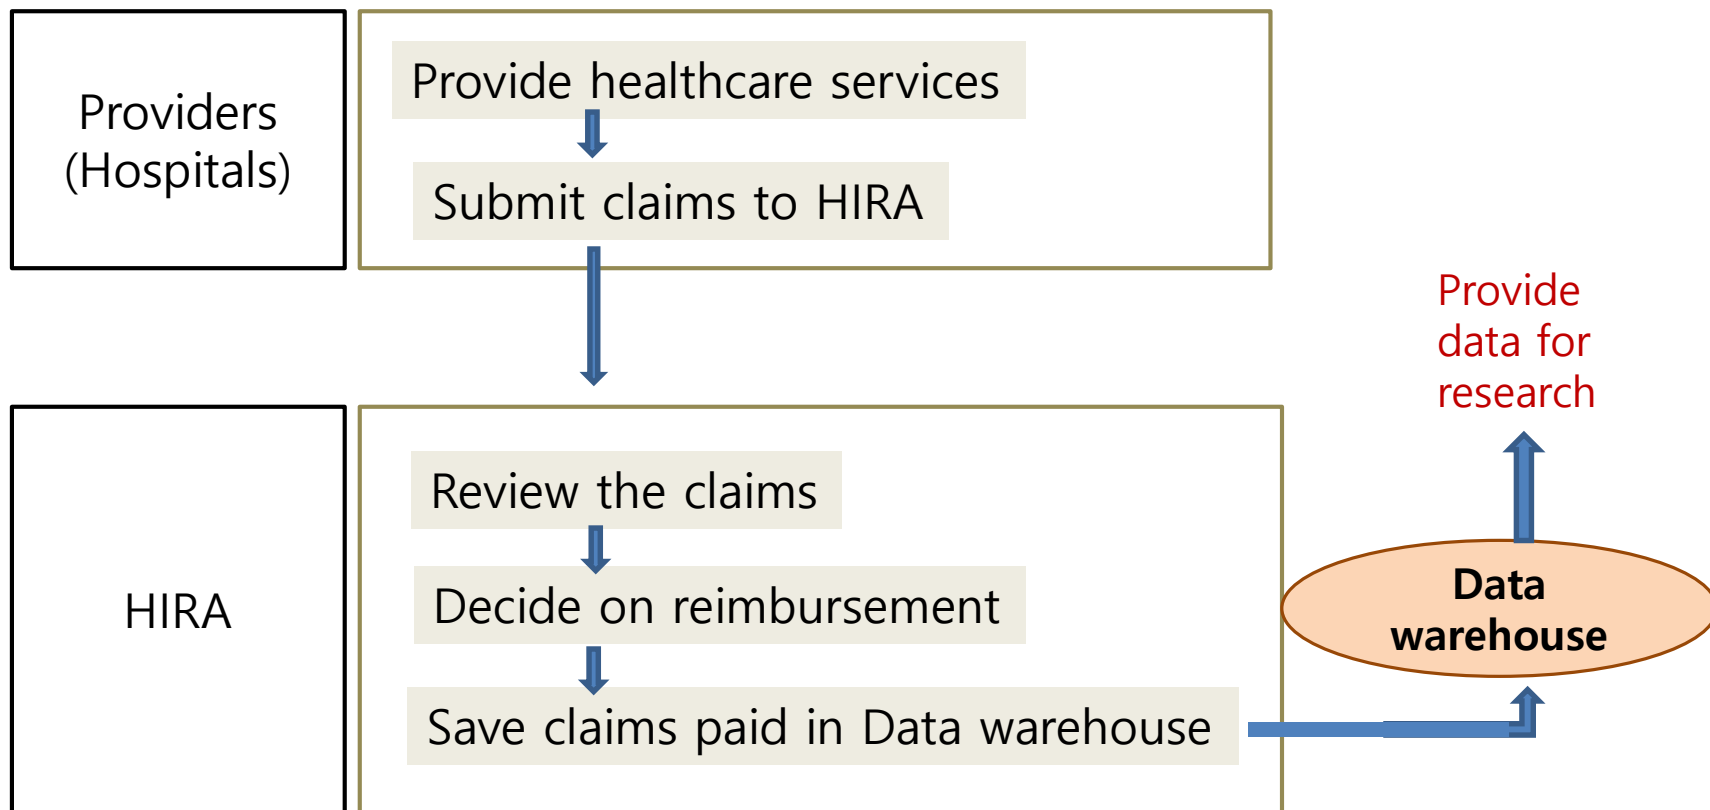 Providers
(Hospitals)
Provide healthcare services
Submit claims to HIRA
Provide
data for
research
HIRA
Review the claims
Decide on reimbursement
Save claims paid in Data warehouse
Data
warehouse